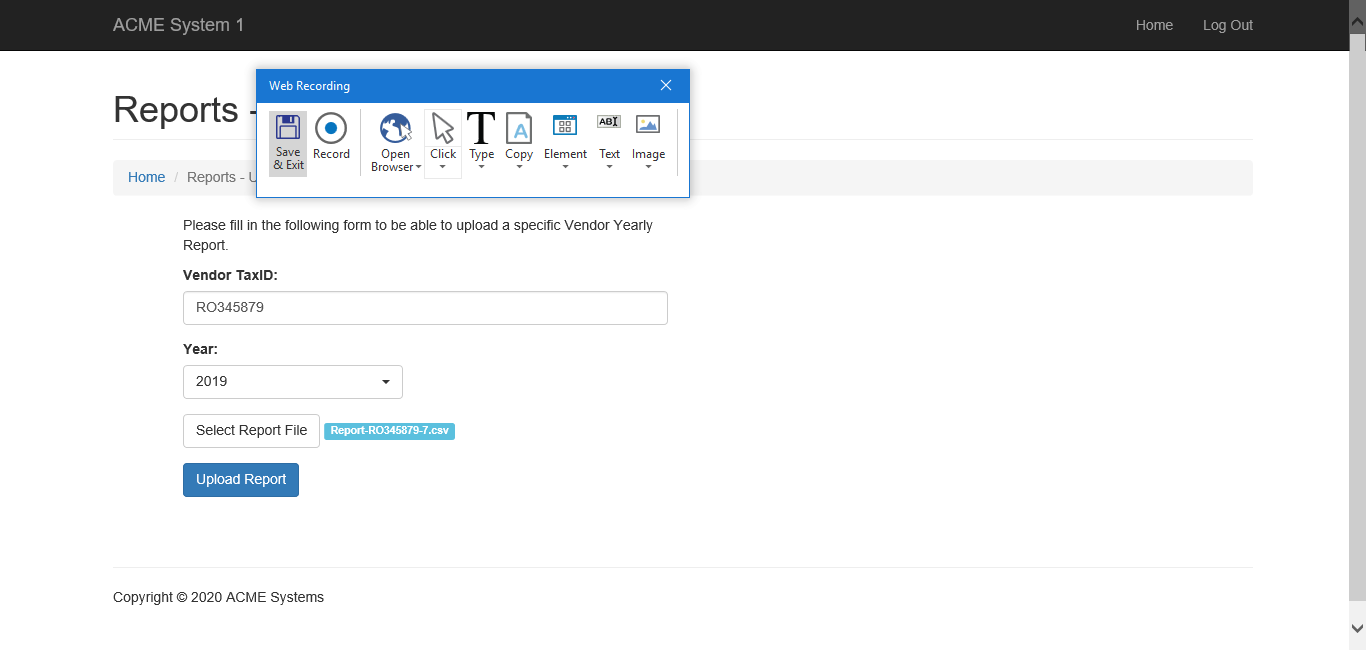 ACME System 1
Home
Log Out
Web Recording
Reports -
Save & Exit
Record
Open Browser
Click
Type
Copy
Element
ABI
Text
Image
Home / Reports - U
Please fill in the following form to be able to upload a specific Vendor Yearly
Report.
Vendor TaxID:
RO345879
Year:
2019
Select Report File
Report-RO345879-7.csv
Upload Report
Copyright © 2020 ACME Systems